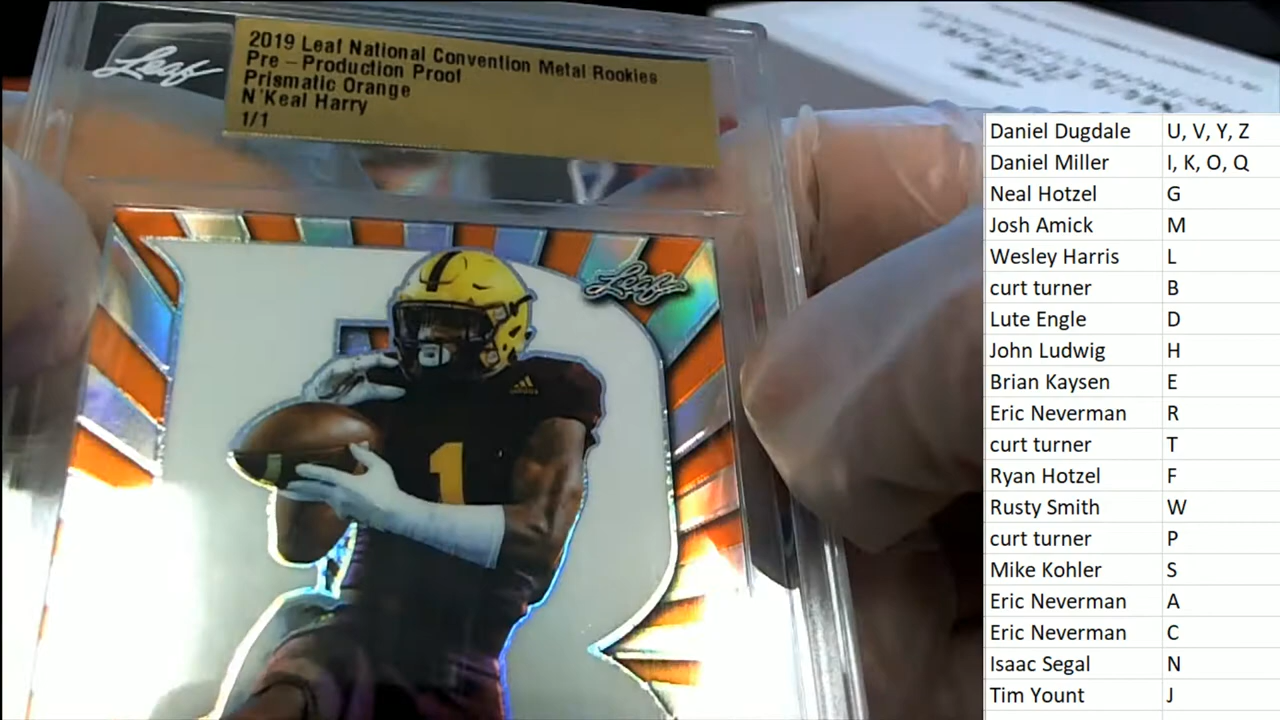 Leaf
2019 Leaf National Convention Metal Rookies
Pre - Production Proof
Prismatic Orange
N'Keal Harry
1/1
Leaf
1
Daniel Dugdale U, V, Y, Z
Daniel Miller I, K, O, Q
Neal Hotzel G
Josh Amick M
Wesley Harris L
curt turner B
Lute Engle D
John Ludwig H
Brian Kaysen E
Eric Neverman R
curt turner T
Ryan Hotzel F
Rusty Smith W
curt turner P
Mike Kohler S
Eric Neverman A
Eric Neverman C
Isaac Segal N
Tim Yount J